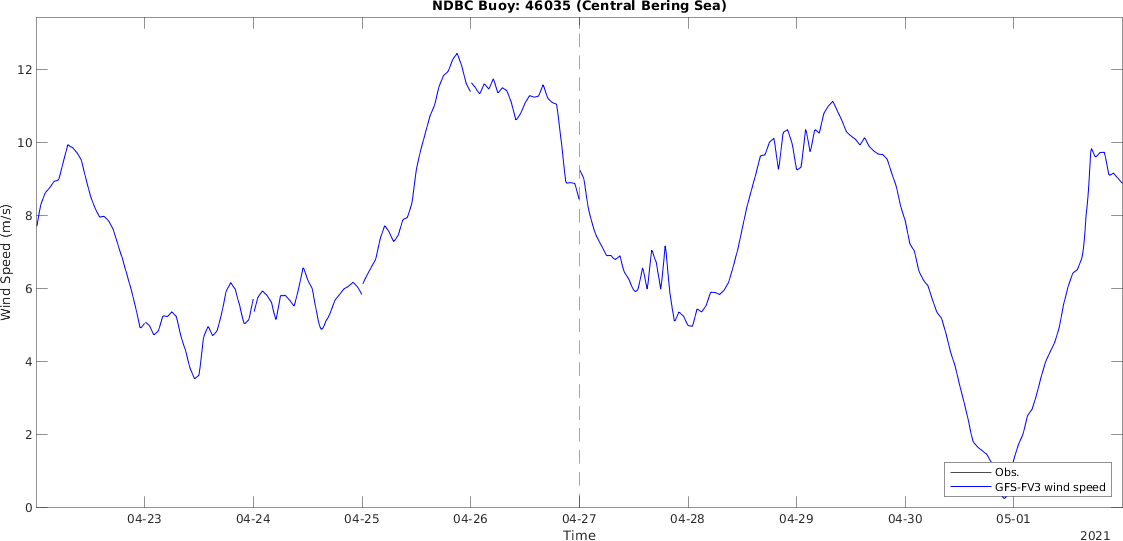 NDBC Buoy: 46035 (Central Bering Sea)
Wind Speed (m/s)
12
10
8
6
4
2
0
Obs.
GFS-FV3 wind speed
04-23 04-24 04-25 04-26 04-27 04-28 04-29 04-30 05-01
Time
2021